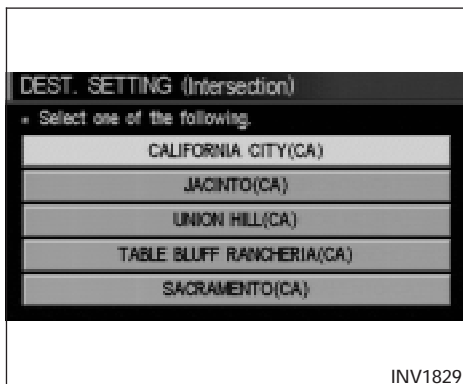 DEST. SETTING (Intersection)
▪ Select one of the following.
CALIFORNIA CITY(CA)
JACINTO(CA)
UNION HILL(CA)
TABLE BLUFF RANCHERIA(CA)
SACRAMENTO(CA)
INV1829